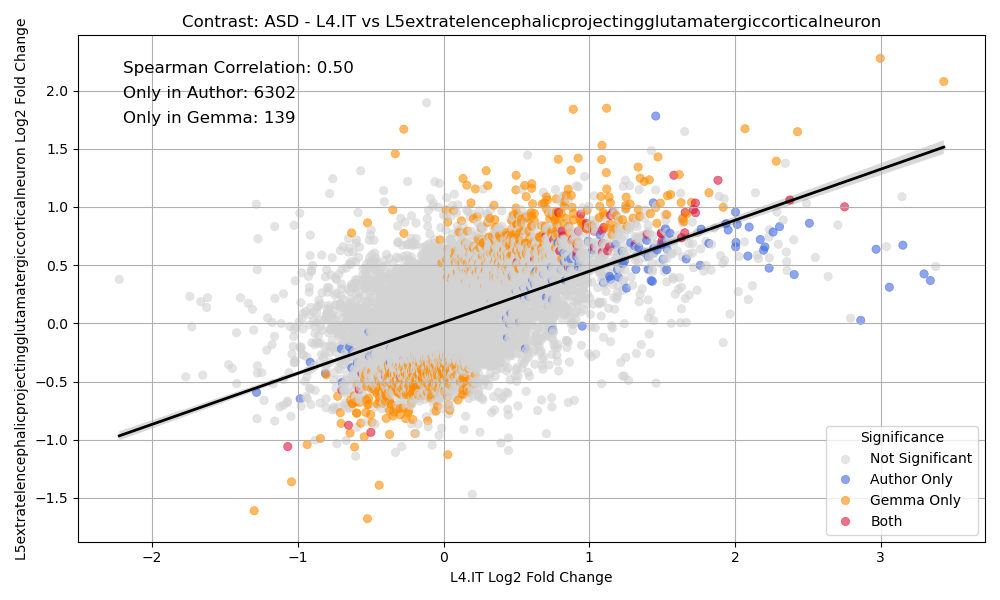 Contrast: ASD - L4.IT vs L5extratelencephalicprojectingglutamatergiccorticalneuron
L5extratelencephalicprojectingglutamatergiccorticalneuron Log2 Fold Change
Spearman Correlation: 0.50
Only in Author: 6302
Only in Gemma: 139
2.0
1.5
1.0
0.5
0.0
−0.5
−1.0
−1.5
Significance
Not Significant
Author Only
Gemma Only
Both
−2 −1 0 1 2 3
L4.IT Log2 Fold Change